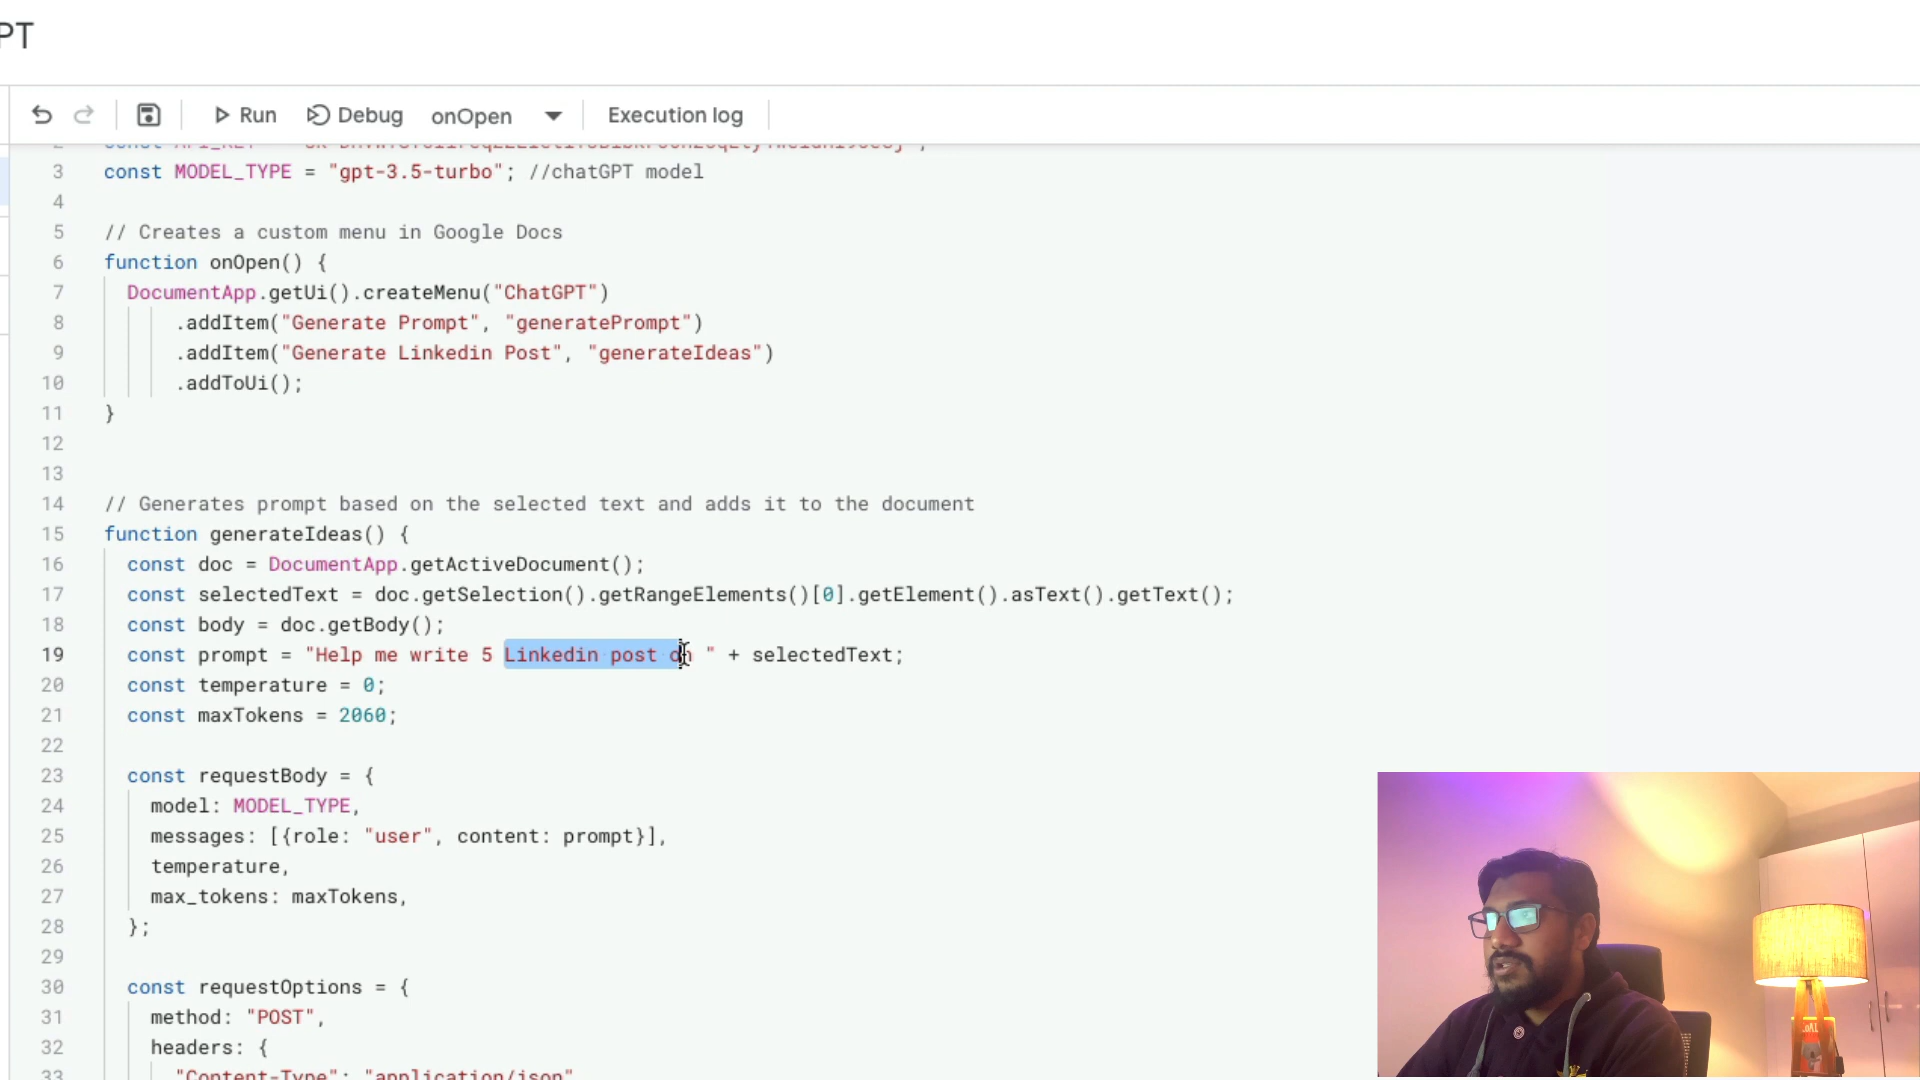 PT
Run Debug onOpen Execution log
3 const MODEL_TYPE = "gpt-3.5-turbo"; //chatGPT model
4
5 // Creates a custom menu in Google Docs
6 function onOpen() {
7 DocumentApp.getUi().createMenu("ChatGPT")
8 .addItem("Generate Prompt", "generatePrompt")
9 .addItem("Generate Linkedin Post", "generateIdeas")
10 .addToUi();
11 }
12
13
14 // Generates prompt based on the selected text and adds it to the document
15 function generateIdeas() {
16 const doc = DocumentApp.getActiveDocument();
17 const selectedText = doc.getSelection().getRangeElements()[0].getElement().asText().getText();
18 const body = doc.getBody();
19 const prompt = "Help me write 5 Linkedin post on " + selectedText;
20 const temperature = 0;
21 const maxTokens = 2060;
22
23 const requestBody = {
24 model: MODEL_TYPE,
25 messages: [{role: "user", content: prompt}],
26 temperature,
27 max_tokens: maxTokens,
28 };
29
30 const requestOptions = {
31 method: "POST",
32 headers: {
33 "Content-Type": "application/json"